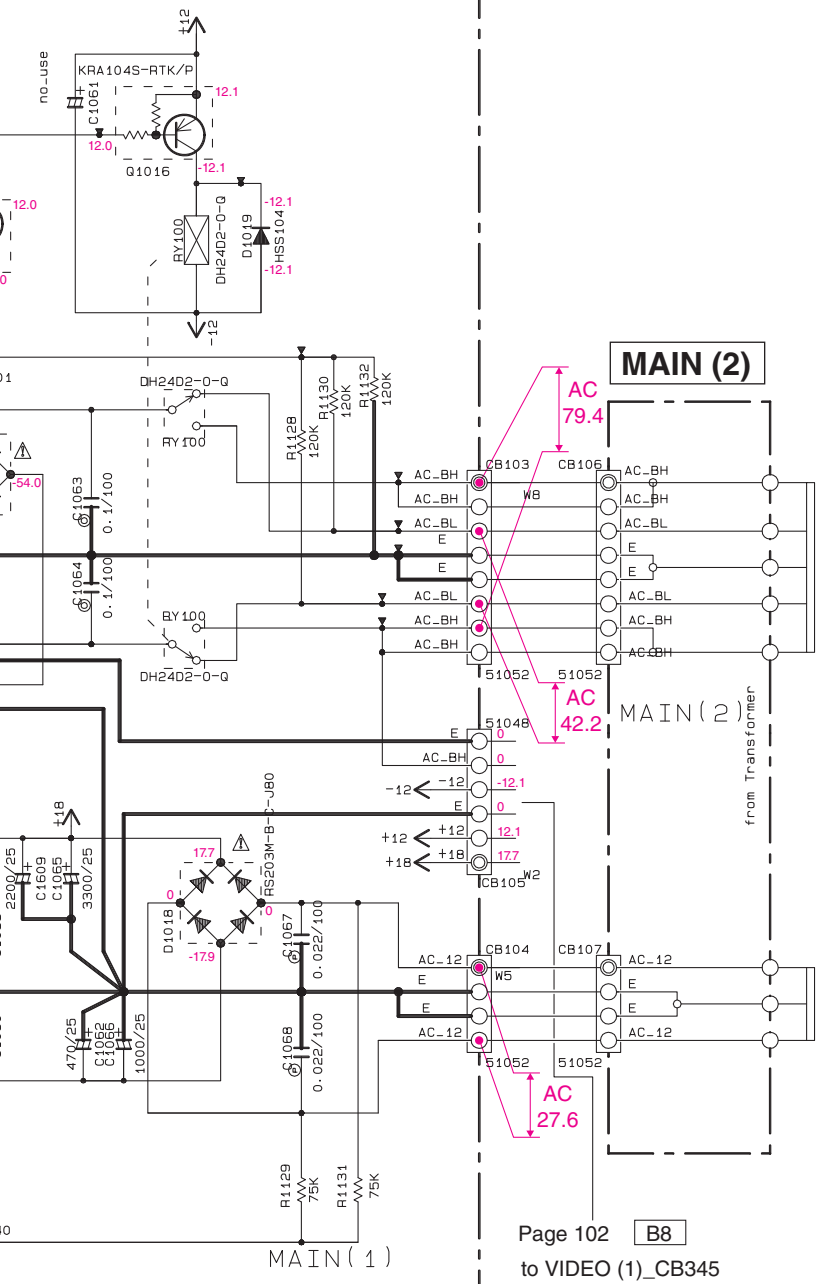 +12
no_use
C1061
+
KRA104S-RTK/P
12.1
12.0
Q1016
-12.1
12.0
0
RY100
DH24D2-0-Q
-12.1
D1019
HSS104
-12.1
-12
01
DH24D2-0-Q
RY100
R1128
120K
R1130
120K
R1132
120K
MAIN (2)
AC
79.4
-54.0
C1063
0.1/100
C1064
0.1/100
AC_BH
CB103
CB106
AC_BH
AC_BH
W8
AC_BH
AC_BL
AC_BL
E
E
E
E
AC_BL
AC_BL
RY100
AC_BH
AC_BH
AC_BH
AC_BH
DH24D2-0-Q
51052
51052
AC
42.2
MAIN(2)
from Transformer
51048
E
0
AC_BH
0
-12
-12
-12.1
E
0
+12
+12
12.1
+18
+18
17.7
CB105
W2
+18
2200/25
C1609
+
C1065
+
3300/25
17.7
RS203M-B-C-J80
0
0
D1018
-17.9
C1067
0.022/100
P
AC_12
CB104
CB107
AC_12
W5
E
E
E
E
AC_12
AC_12
470/25
C1062
+
C1066
+
1000/25
C1068
0.022/100
P
51052
51052
AC
27.6
R1129
75K
R1131
75K
40
MAIN(1)
Page 102
B8
to VIDEO (1)_CB345